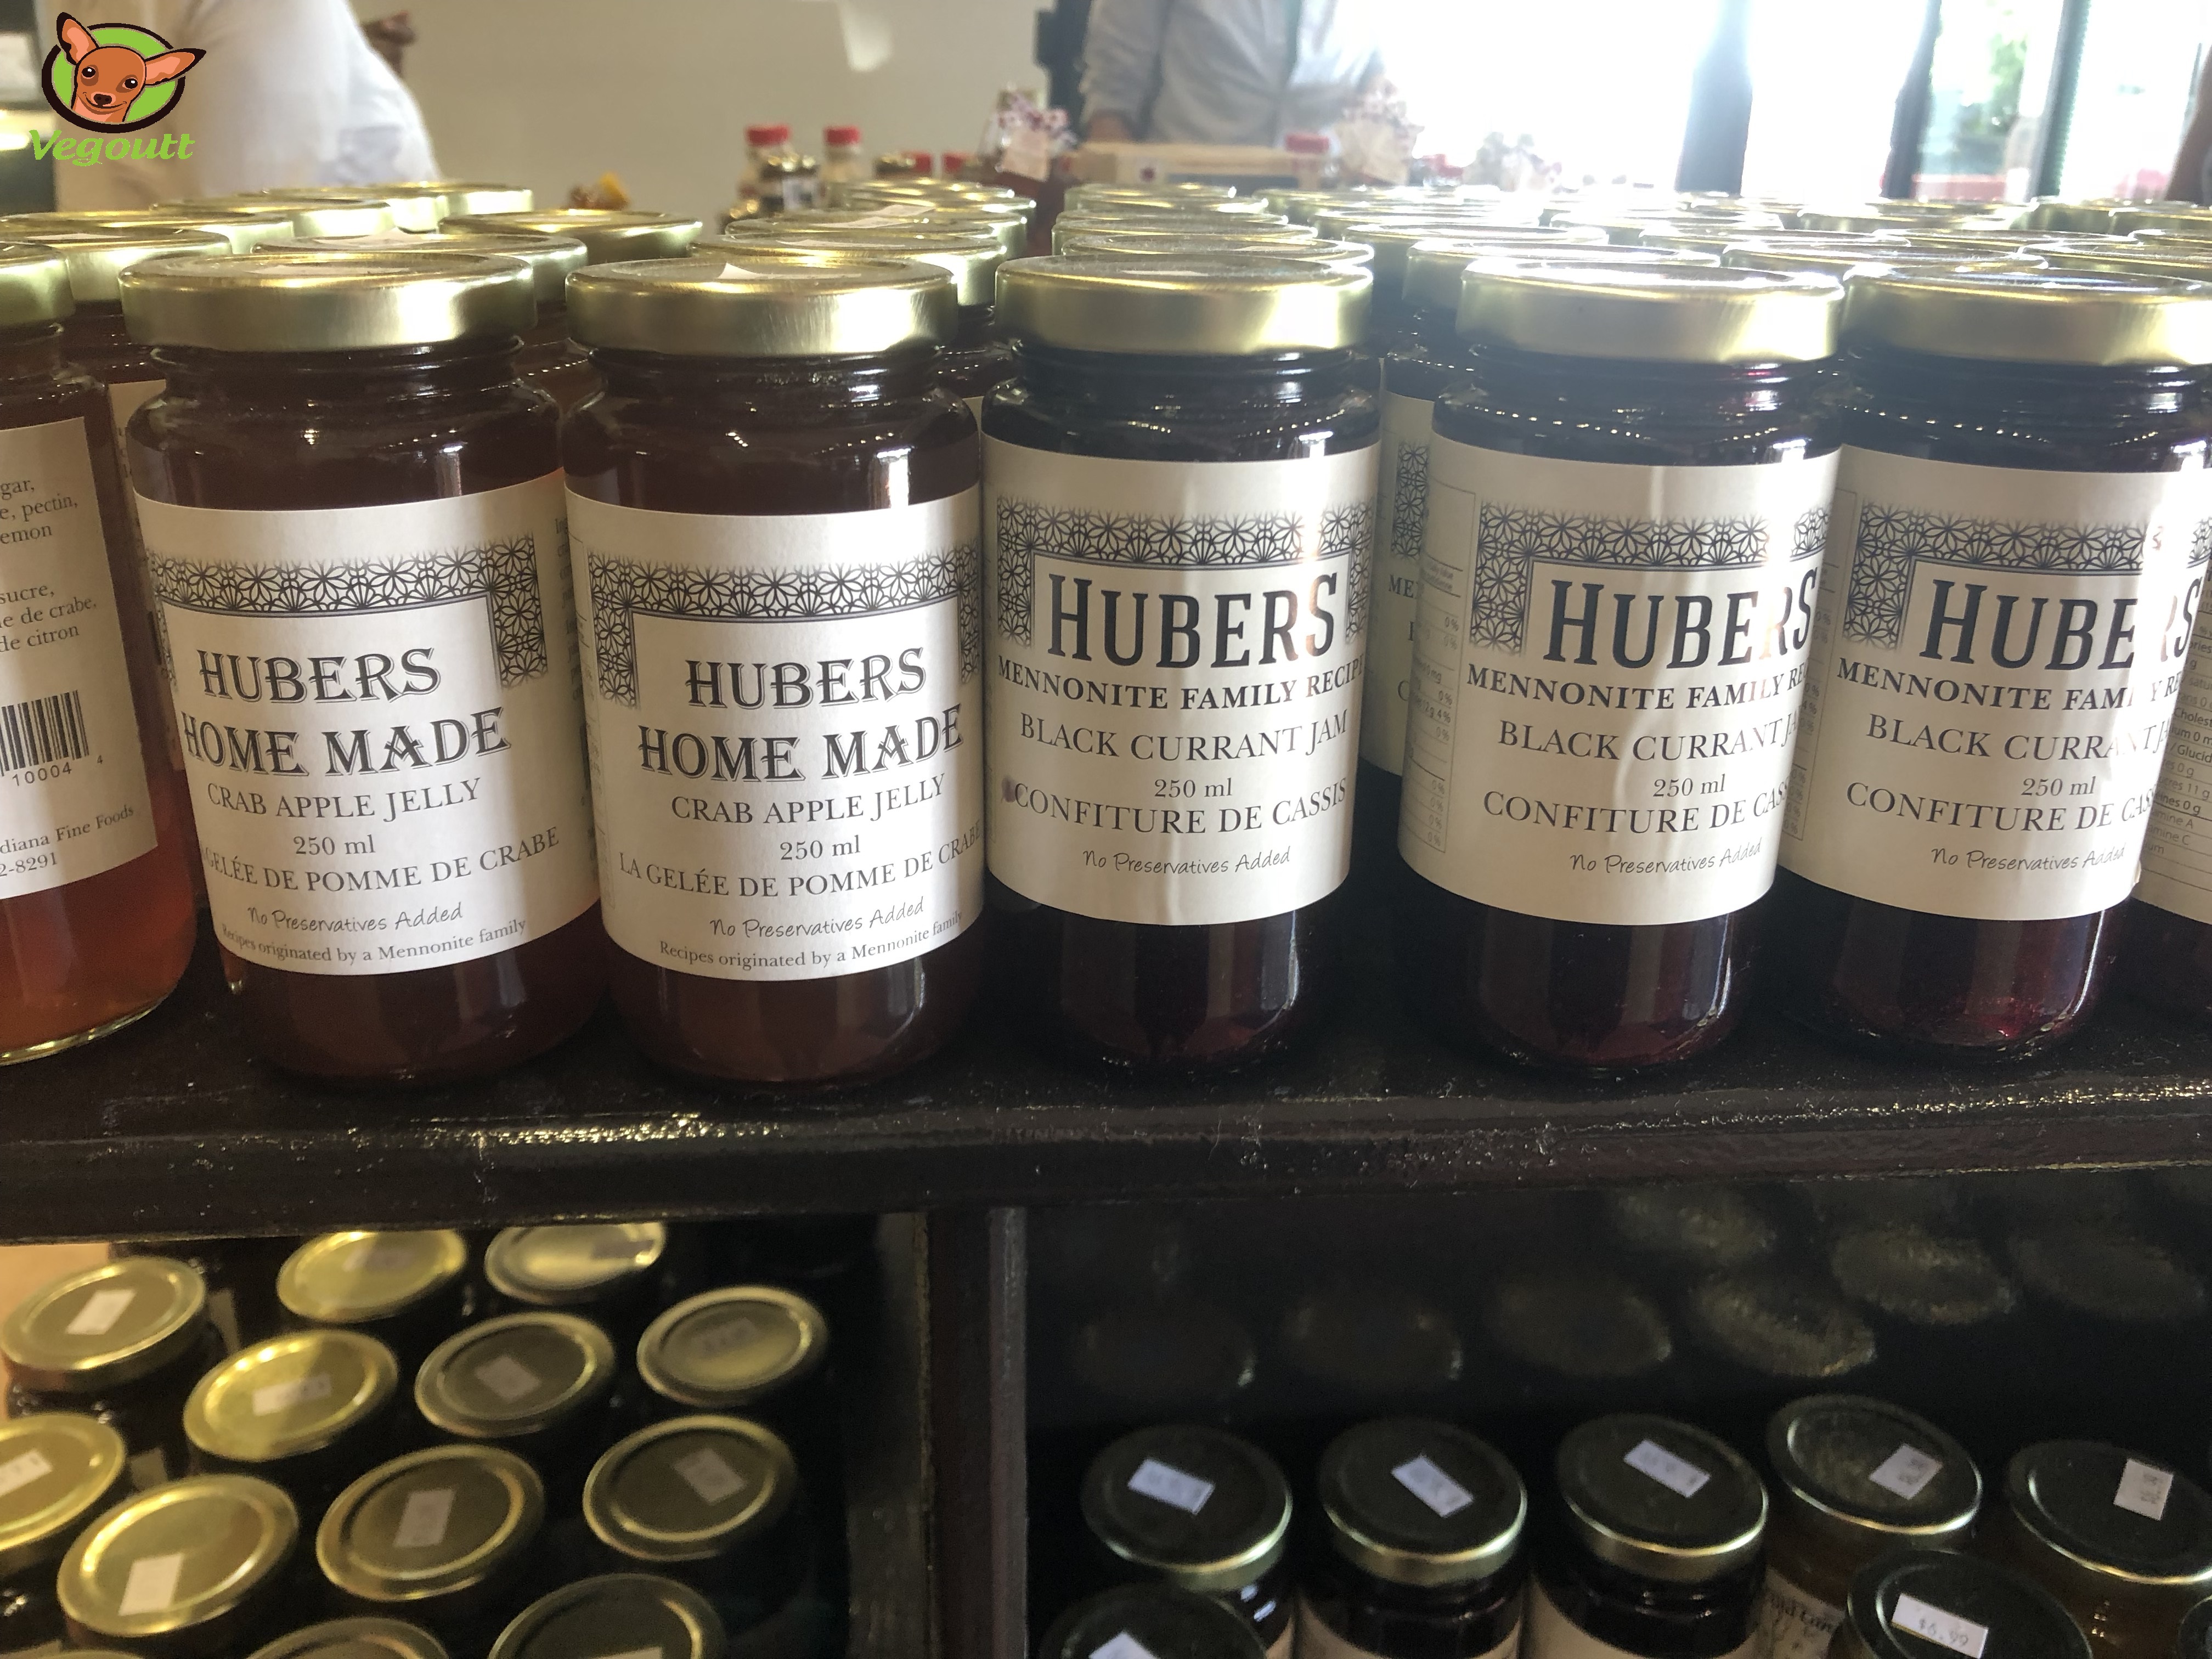 Vegoutt
gar,
e, pectin,
emon
sucre,
e de crabe,
de citron
10004 4
diana Fine Foods
2-8291
HUBERS
HOME MADE
CRAB APPLE JELLY
250 ml
GELÉE DE POMME DE CRABE
No Preservatives Added
Recipes originated by a Mennonite family
HUBERS
HOME MADE
CRAB APPLE JELLY
250 ml
LA GELÉE DE POMME DE CRABE
No Preservatives Added
Recipes originated by a Mennonite family
HUBERS
MENNONITE FAMILY RECIPE
BLACK CURRANT JAM
250 ml
CONFITURE DE CASSIS
No Preservatives Added
HUBERS
MENNONITE FAMILY RE
BLACK CURRANT J
250 ml
CONFITURE DE CAS
No Preservatives Added
HUBERS
MENNONITE FAMILY RE
BLACK CURRANT J
250 ml
CONFITURE DE CAS
No Preservatives Added
$6.99